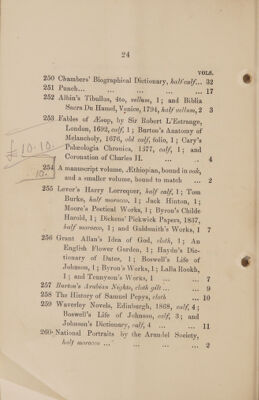 24
VOLS.
250 Chambers' Biographical Dictionary, half calf... 32
251 Punch... ... ... ... ... 17
252 Albin's Tibullus, 4to, vellum, 1; and Biblia
Sacra Du Hamel, Venice, 1794, half vellum, 2 3
253 Fables of Æsop, by Sir Robert L'Estrange,
London, 1692, calf, 1; Burton's Anatomy of
Melancholy, 1676, old calf, folio, 1; Cary's
Palæologia Chronica, 1577, calf, 1; and
Coronation of Charles II. ... .. 4
£10.10.
254 A manuscript volume, Æthiopian, bound in oak,
and a smaller volume, bound to match ... 2
255 Lever's Harry Lorrequer, half calf, 1; Tom
Burke, half morocco, 1; Jack Hinton, 1;
Moore's Poetical Works, 1; Byron's Childe
Harold, 1; Dickens' Pickwick Papers, 1837,
half morocco, 1; and Goldsmith's Works, 1 7
256 Grant Allan's Idea of God, cloth, 1; An
English Flower Garden, 1; Haydn's Dic-
tionary of Dates, 1; Boswell's Life of
Johnson, 1; Byron's Works, 1; Lalla Rookh,
1; and Tennyson's Works, 1 ... ... 7
257 Burton's Arabian Nights, cloth gilt ... ... 9
258 The History of Samuel Pepys, cloth ... 10
259 Waverley Novels, Edinburgh, 1868, calf, 4;
Boswell's Life of Johnson, calf, 3; and
Johnson's Dictionary, calf, 4 ... ... 11
260 National Portraits by the Arundel Society,
half morocco ... ... ... ... 2